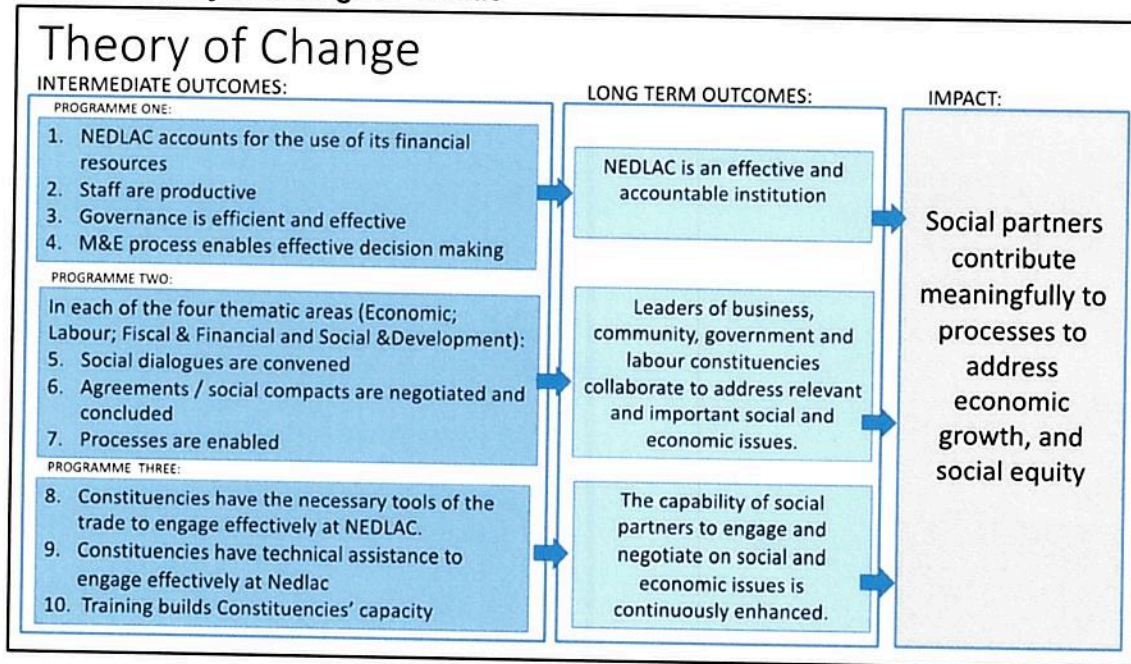 Theory of Change
INTERMEDIATE OUTCOMES:
PROGRAMME ONE:
1. NEDLAC accounts for the use of its financial
resources
2. Staff are productive
3. Governance is efficient and effective
4. M&E process enables effective decision making
PROGRAMME TWO:
In each of the four thematic areas (Economic;
Labour; Fiscal & Financial and Social &Development):
5. Social dialogues are convened
6. Agreements / social compacts are negotiated and
concluded
7. Processes are enabled
PROGRAMME THREE:
8. Constituencies have the necessary tools of the
trade to engage effectively at NEDLAC.
9. Constituencies have technical assistance to
engage effectively at Nedlac
10. Training builds Constituencies' capacity
LONG TERM OUTCOMES:
NEDLAC is an effective and
accountable institution
Leaders of business,
community, government and
labour constituencies
collaborate to address relevant
and important social and
economic issues.
The capability of social
partners to engage and
negotiate on social and
economic issues is
continuously enhanced.
IMPACT:
Social partners
contribute
meaningfully to
processes to
address
economic
growth, and
social equity